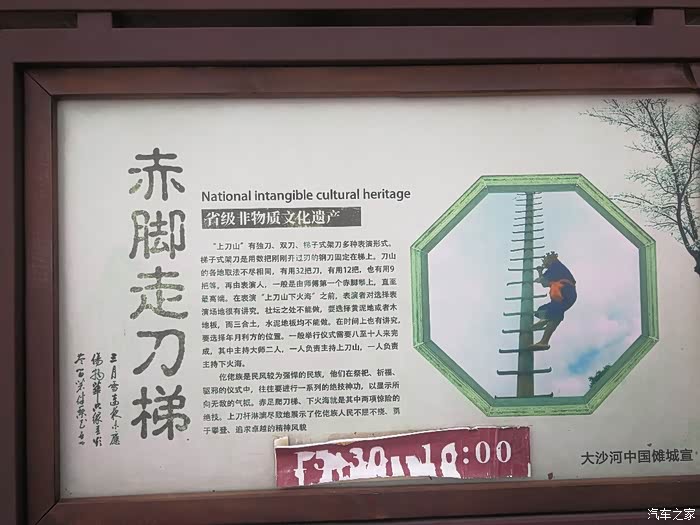 赤脚走刀梯
National intangible cultural heritage
省级非物质文化遗产
“上刀山”有独刀、双刀、梯子式架刀多种表演形式。
梯子式架刀是用数把刚刚开过刃的钢刀固定在梯上。刀山
的各地取法不尽相同，有用32把刀，有用12把，也有用9
把等。再由表演人，一般是由师傅第一个赤脚攀上，直至
最高端。在表演“上刀山下火海”之前，表演者对选择表
演场地很有讲究，社坛之处不能做，要选择黄泥地或者木
地板，而三合土、水泥地板均不能做。在时间上也有讲究，
要选择年月利方的位置。一般举行仪式需要八至十人来完
成，其中主持大师二人，一人负责主持上刀山，一人负责
主持下火海。
仡佬族是民风较为强悍的民族，他们在祭祀、祈福、
驱邪的仪式中，往往要进行一系列的绝技神功，以显示所
向无敌的气概。赤足爬刀梯、下火海就是其中两项惊险的
绝技。上刀杆淋漓尽致地展示了仡佬族人民不屈不挠、勇
于攀登、追求卓越的精神风貌
10:00
大沙河中国傩城宣
汽车之家